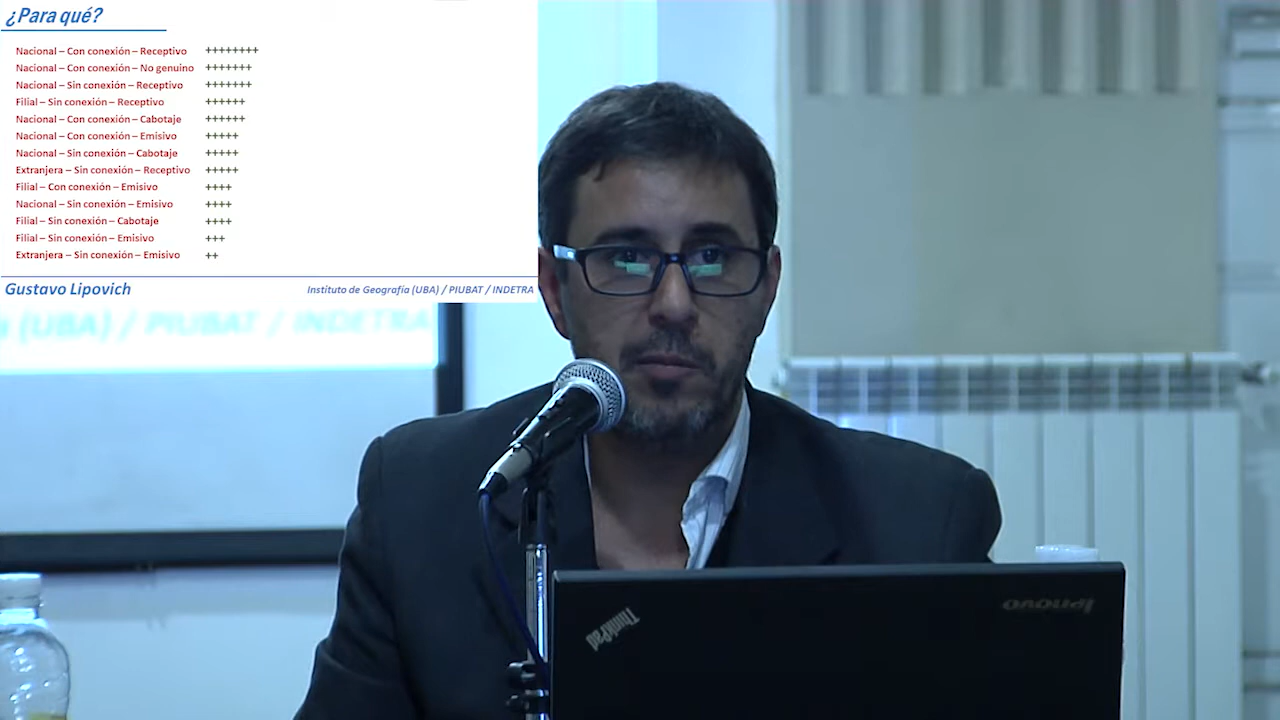 ¿Para qué?
Nacional – Con conexión – Receptivo ++++++++
Nacional – Con conexión – No genuino +++++++
Nacional – Sin conexión – Receptivo +++++++
Filial – Sin conexión – Receptivo ++++++
Nacional – Con conexión – Cabotaje ++++++
Nacional – Con conexión – Emisivo +++++
Nacional – Sin conexión – Cabotaje +++++
Extranjera – Sin conexión – Receptivo +++++
Filial – Con conexión – Emisivo ++++
Nacional – Sin conexión – Emisivo ++++
Filial – Sin conexión – Cabotaje ++++
Filial – Sin conexión – Emisivo +++
Extranjera – Sin conexión – Emisivo ++
Gustavo Lipovich Instituto de Geografía (UBA) / PIUBAT / INDETRA
(UBA) / PIUBAT / INDETRA
ThinkPad
lenovo